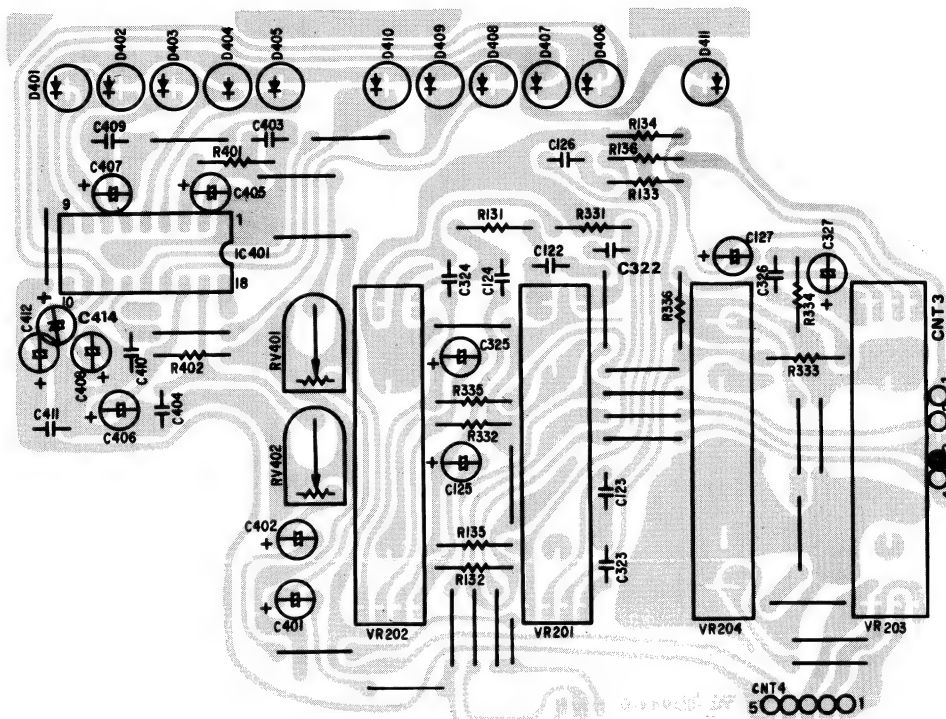 D401
D402
D403
D404
D405
D410
D409
D408
D407
D406
D411
C409
C403
R401
C407
+
+
C405
C126
R134
R136
R133
9
1
IC401
10
18
R131
R331
C122
C322
C324
C124
+
C127
C327
C326
R334
+
R336
+
C412
C414
+
C408
+
C410
R402
RV401
+
C325
R335
R332
R333
CNT3
1
C411
+
C406
C404
RV402
+
C125
C123
C402
+
R135
R132
C323
+
C401
VR202
VR201
VR204
VR203
CNT4
5
1